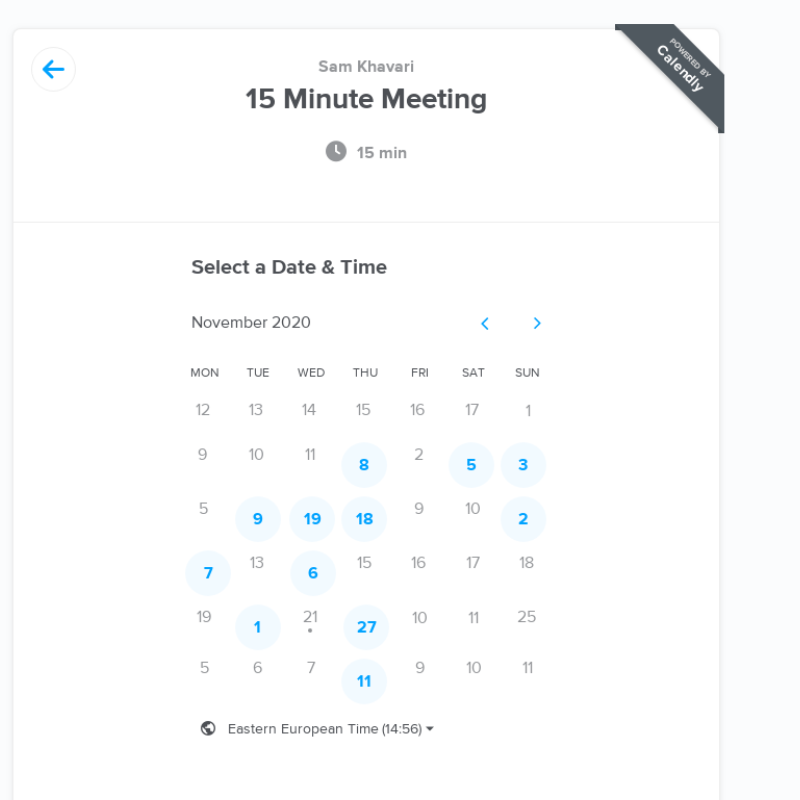 POWERED BY
Calendly
Sam Khavari
15 Minute Meeting
15 min
Select a Date & Time
November 2020
MON TUE WED THU FRI SAT SUN
12 13 14 15 16 17 1
9 10 11 8 2 5 3
5 9 19 18 9 10 2
7 13 6 15 16 17 18
19 1 21 27 10 11 25
5 6 7 11 9 10 11
Eastern European Time (14:56)